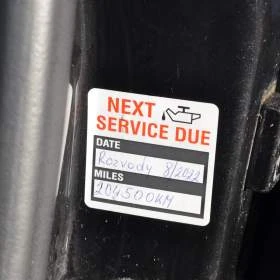 NEXT
SERVICE DUE
DATE
Rozvody 8/2022
MILES
204500KM